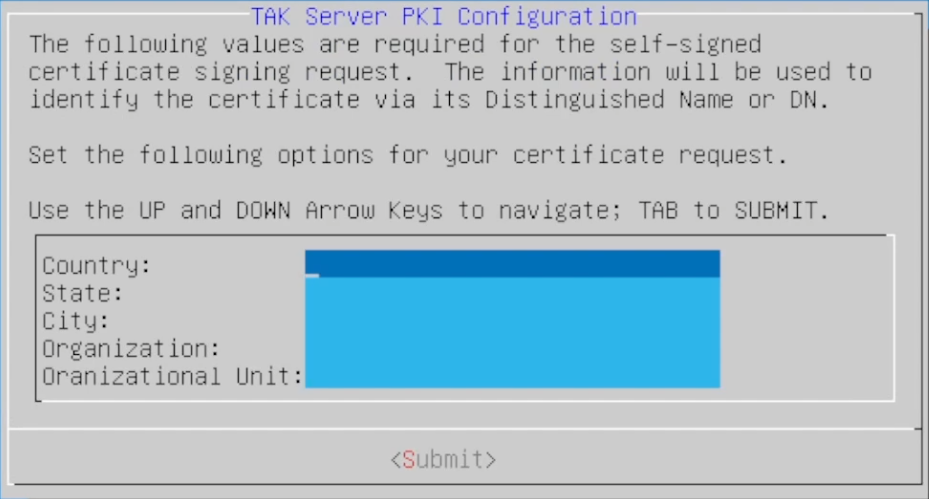 TAK Server PKI Configuration
The following values are required for the self-signed
certificate signing request.  The information will be used to
identify the certificate via its Distinguished Name or DN.
Set the following options for your certificate request.
Use the UP and DOWN Arrow Keys to navigate; TAB to SUBMIT.
Country:
State:
City:
Organization:
Oranizational Unit:
<Submit>